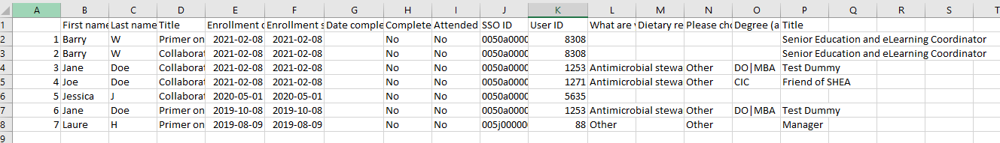 A B C D E F G H I J K L M N O P Q R S T
1 First name Last name Title Enrollment Enrollment s Date comple Complete Attended SSO ID User ID What are Dietary re Please cho Degree (a Title
2 1 Barry W Primer on 2021-02-08 2021-02-08 No No 0050a0000 8308 Senior Education and eLearning Coordinator
3 2 Barry W Collaborat 2021-02-08 2021-02-08 No No 0050a0000 8308 Senior Education and eLearning Coordinator
4 3 Jane Doe Collaborat 2021-02-08 2021-02-08 No No 0050a0000 1253 Antimicrobial stewa Other DO|MBA Test Dummy
5 4 Joe Doe Collaborat 2021-02-08 2021-02-08 No No 0050a0000 1271 Antimicrobial stewa Other CIC Friend of SHEA
6 5 Jessica J Collaborat 2020-05-01 2020-05-01 No No 0050a0000 5635
7 6 Jane Doe Primer on 2019-10-08 2019-10-08 No No 0050a0000 1253 Antimicrobial stewa Other DO|MBA Test Dummy
8 7 Laure H Primer on 2019-08-09 2019-08-09 No No 005j00000 88 Other Other Manager
9